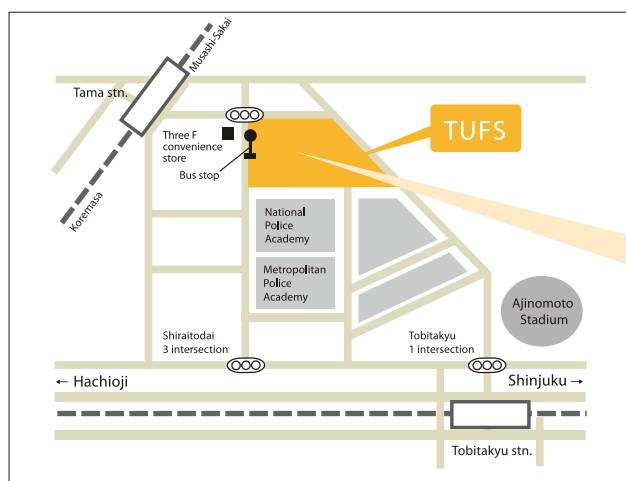 Musashi-Sakai
Tama stn.
Koremasa
Three F
convenience
store
Bus stop
TUFS
National
Police
Academy
Metropolitan
Police
Academy
Ajinomoto
Stadium
Shiraitodai
3 intersection
Tobitakyu
1 intersection
← Hachioji
Shinjuku →
Tobitakyu stn.